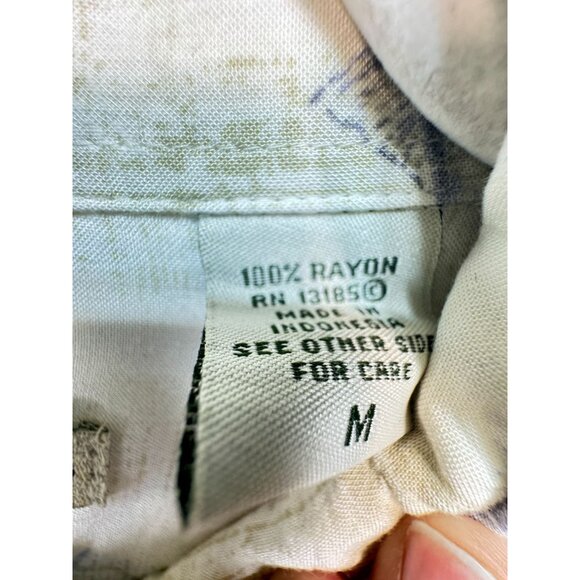 100% RAYON
RN 13185©
MADE IN
INDONESIA
SEE OTHER SIDE
FOR CARE
M